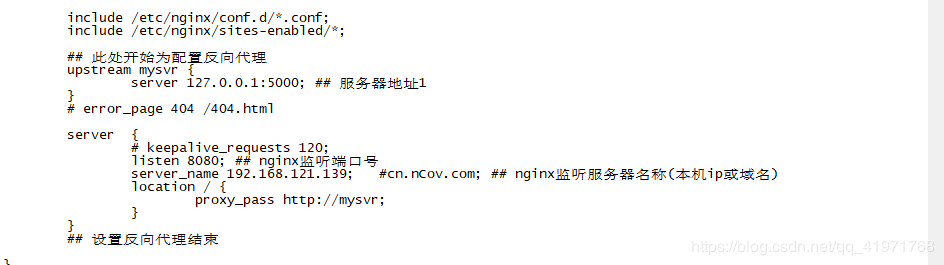 include /etc/nginx/conf.d/*.conf;
include /etc/nginx/sites-enabled/*;
## 此处开始为配置反向代理
upstream mysvr {
server 127.0.0.1:5000; ## 服务器地址1
}
# error_page 404 /404.html
server {
# keepalive_requests 120;
listen 8080; ## nginx监听端口号
server_name 192.168.121.139; #cn.nCov.com; ## nginx监听服务器名称(本机ip或域名)
location / {
proxy_pass http://mysvr;
}
}
## 设置反向代理结束
https://blog.csdn.net/qq_41971768
}